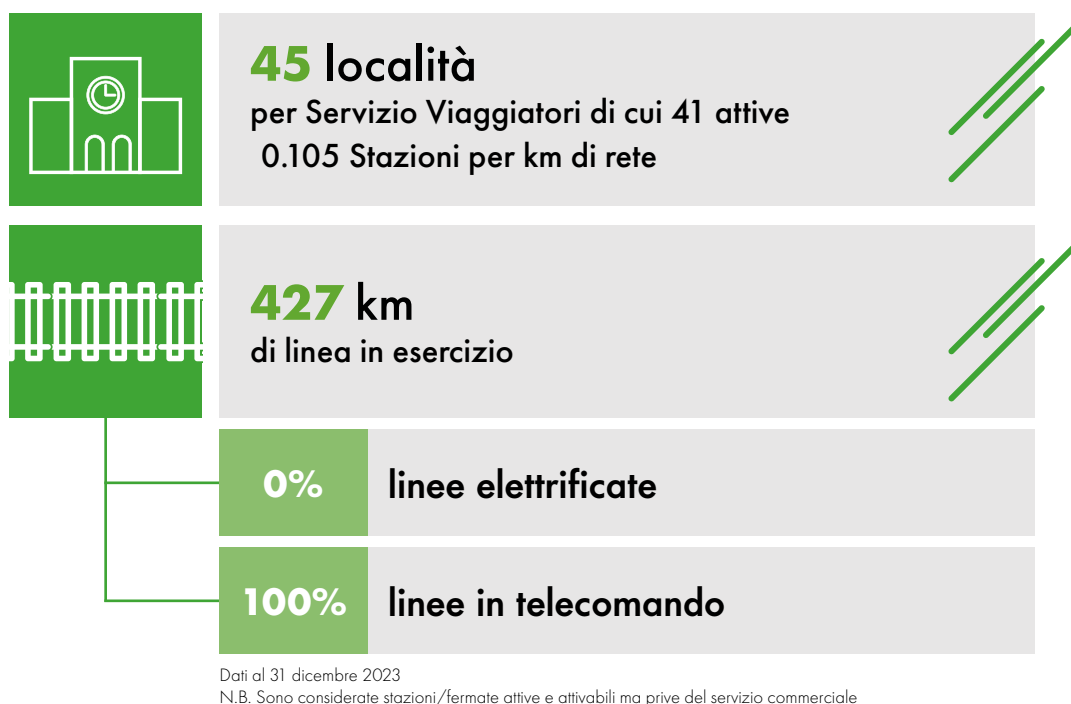 45 località
per Servizio Viaggiatori di cui 41 attive
0.105 Stazioni per km di rete
427 km
di linea in esercizio
0% linee elettrificate
100% linee in telecomando
Dati al 31 dicembre 2023
N.B. Sono considerate stazioni/fermate attive e attivabili ma prive del servizio commerciale